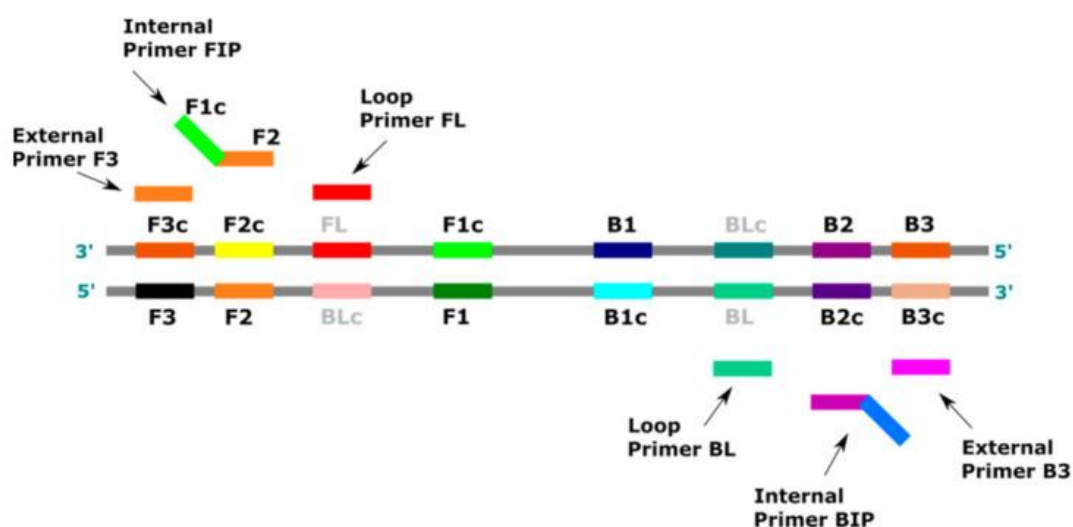 Internal
Primer FIP
F1c
F2
External
Primer F3
Loop
Primer FL
F3c F2c FL F1c B1 BLc B2 B3
3' 5'
5' 3'
F3 F2 BLc F1 B1c BL B2c B3c
Loop
Primer BL
Internal
Primer BIP
External
Primer B3